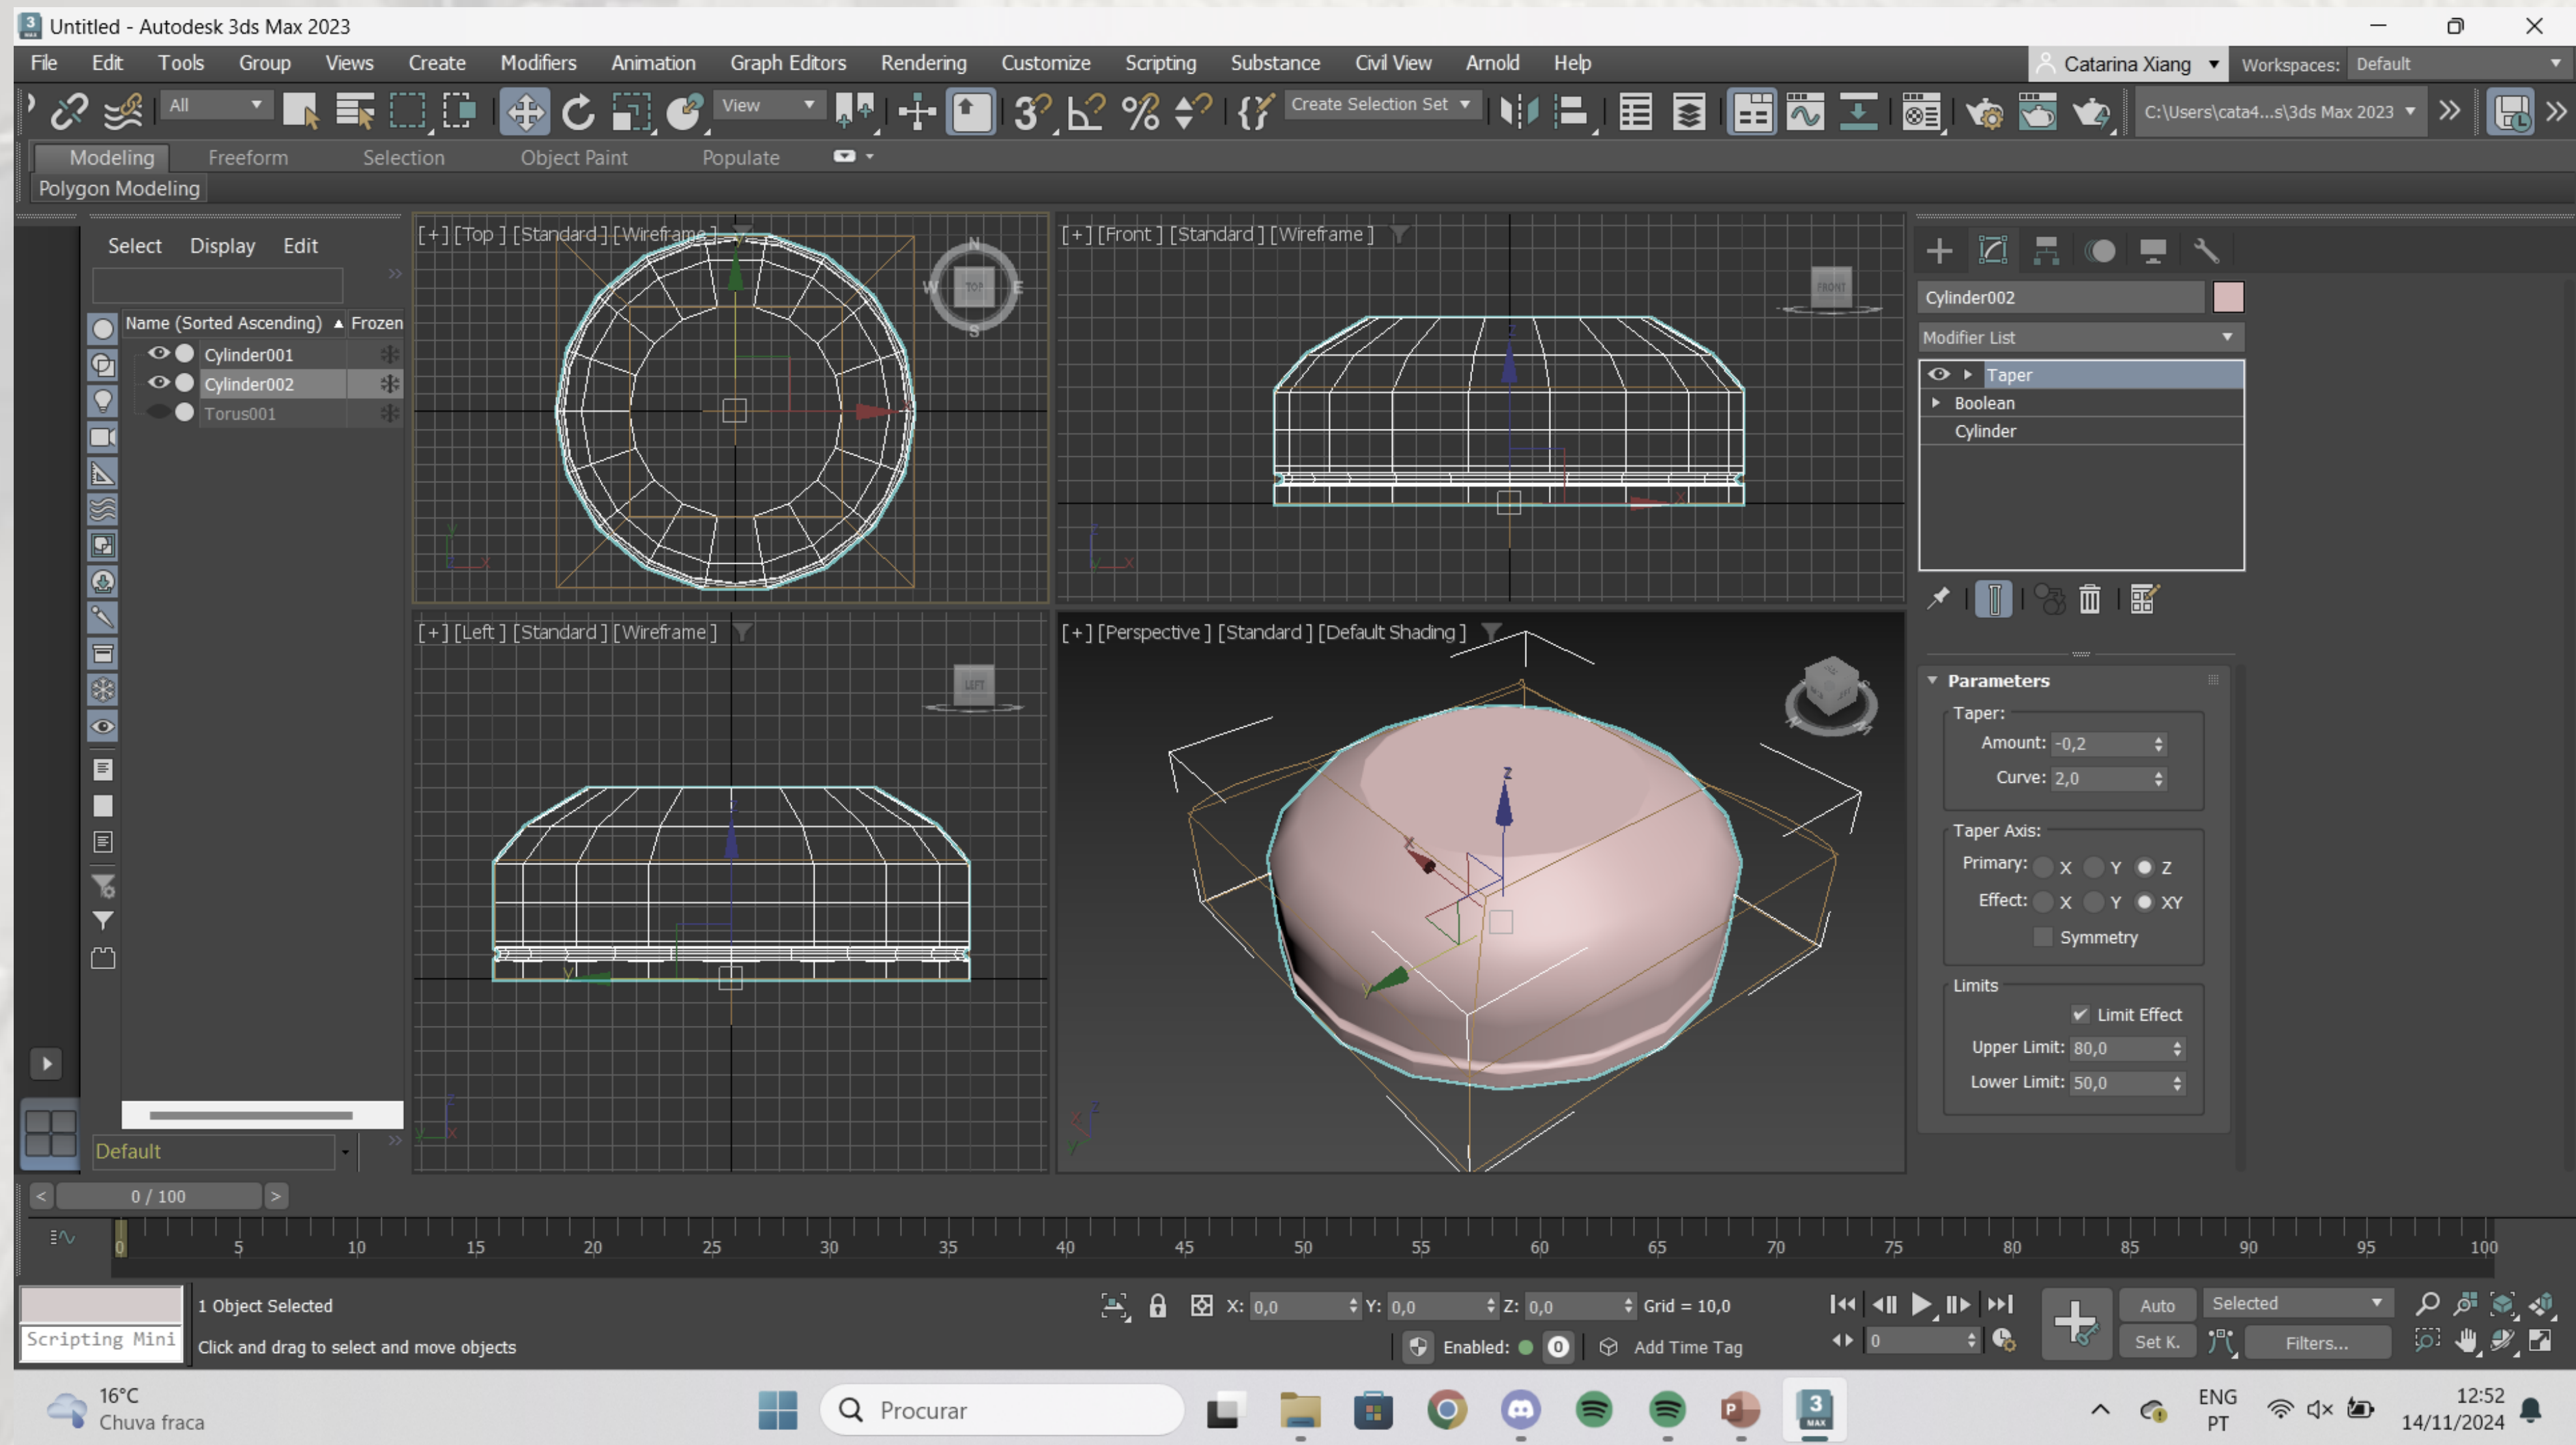 Untitled - Autodesk 3ds Max 2023
File Edit Tools Group Views Create Modifiers Animation Graph Editors Rendering Customize Scripting Substance Civil View Arnold Help
Catarina Xiang Workspaces: Default
All View Create Selection Set C:\Users\cata4...s\3ds Max 2023
Modeling Freeform Selection Object Paint Populate
Polygon Modeling
Select Display Edit
Name (Sorted Ascending) Frozen
Cylinder001
Cylinder002
Torus001
Default
[+] [Top ] [Standard ] [Wireframe ]
N
W TOP E
S
[+] [Front ] [Standard ] [Wireframe ]
FRONT
[+] [Left ] [Standard ] [Wireframe ]
LEFT
[+] [Perspective ] [Standard ] [Default Shading ]
Cylinder002
Modifier List
Taper
Boolean
Cylinder
Parameters
Taper:
Amount: -0,2
Curve: 2,0
Taper Axis:
Primary: X Y Z
Effect: X Y XY
Symmetry
Limits
Limit Effect
Upper Limit: 80,0
Lower Limit: 50,0
< 0 / 100 >
0 5 10 15 20 25 30 35 40 45 50 55 60 65 70 75 80 85 90 95 100
1 Object Selected
X: 0,0 Y: 0,0 Z: 0,0 Grid = 10,0
Auto Selected
Scripting Mini
Click and drag to select and move objects
Enabled: 0 Add Time Tag
0
Set K. Filters...
16°C
Chuva fraca
Procurar
ENG
PT
12:52
14/11/2024